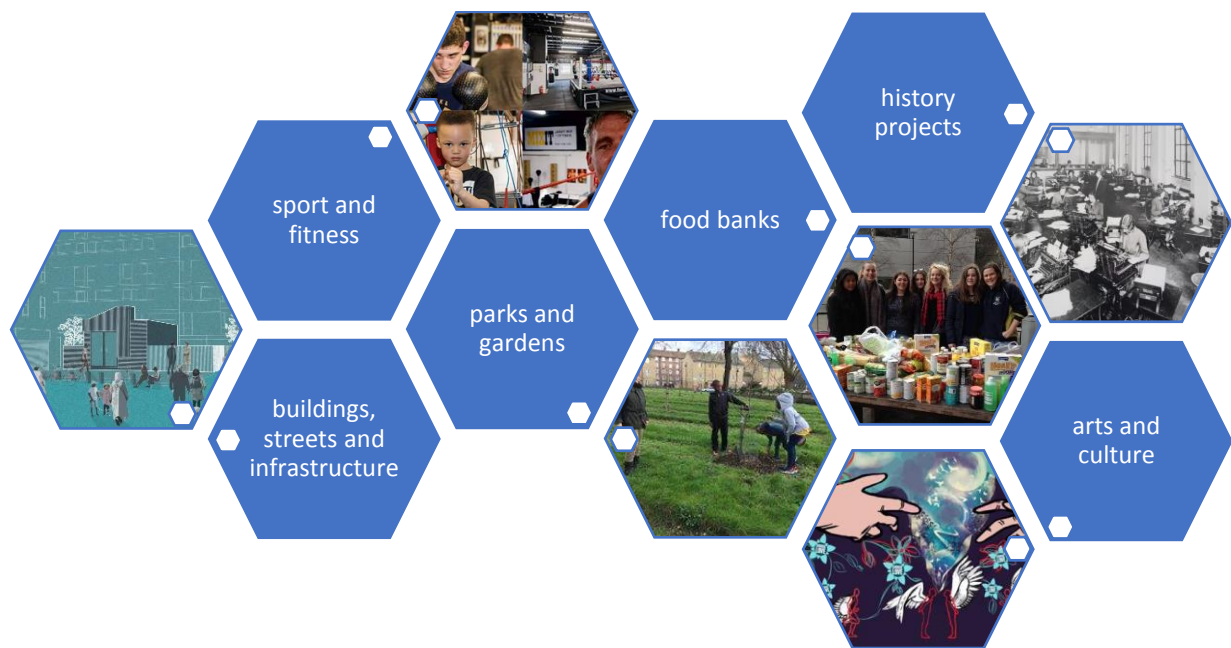 history
projects
sport and
fitness
food banks
parks and
gardens
buildings,
streets and
infrastructure
arts and
culture